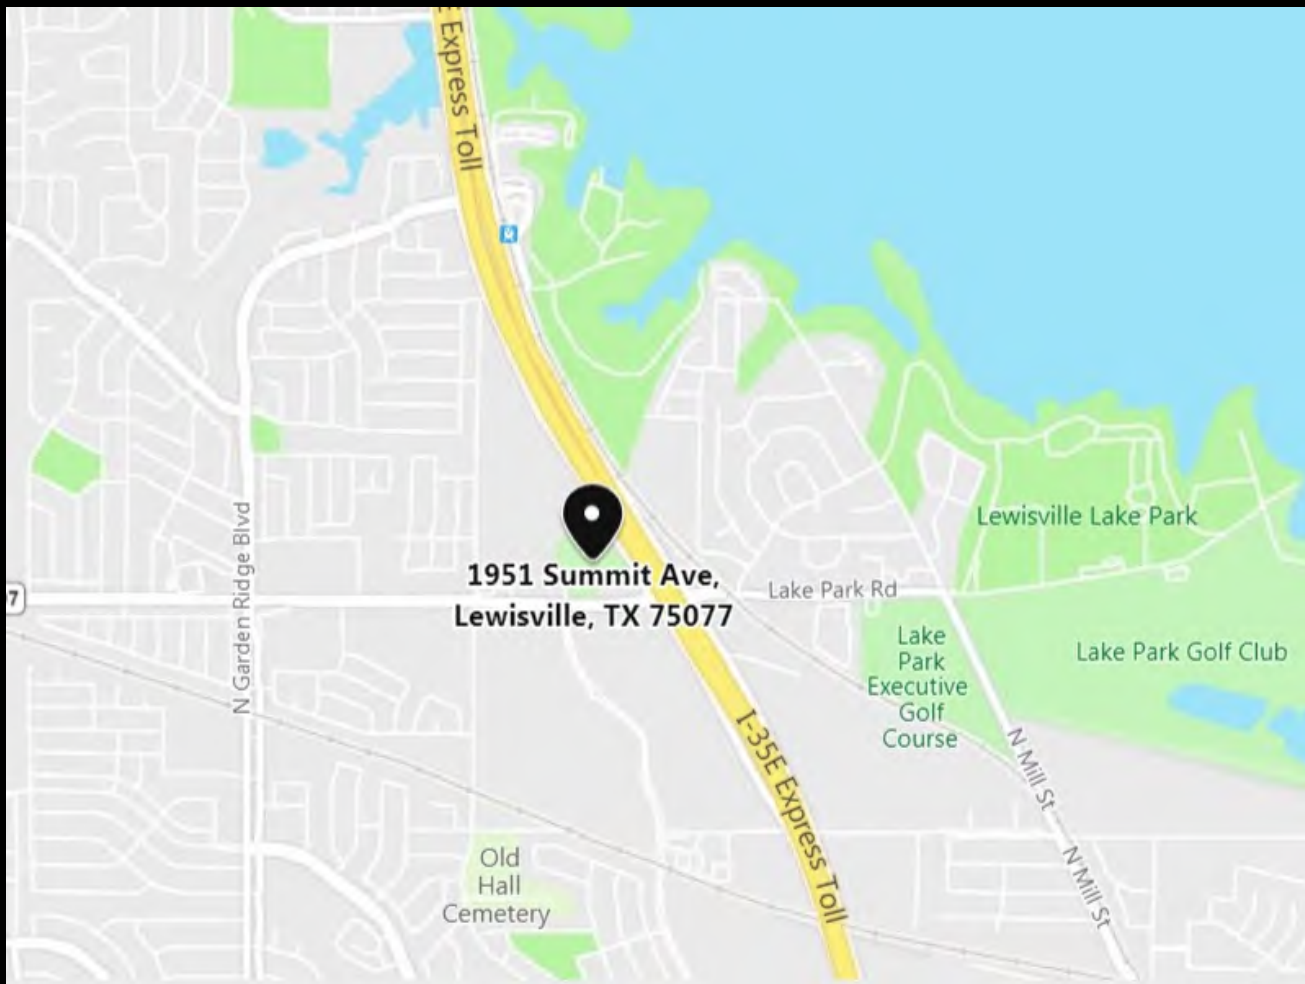 E Express Toll
1951 Summit Ave,
Lewisville, TX 75077
N Garden Ridge Blvd
7
Lake Park Rd
Lewisville Lake Park
Lake
Park
Executive
Golf
Course
Lake Park Golf Club
I-35E Express Toll
N Mill St
N Mill St
Old
Hall
Cemetery